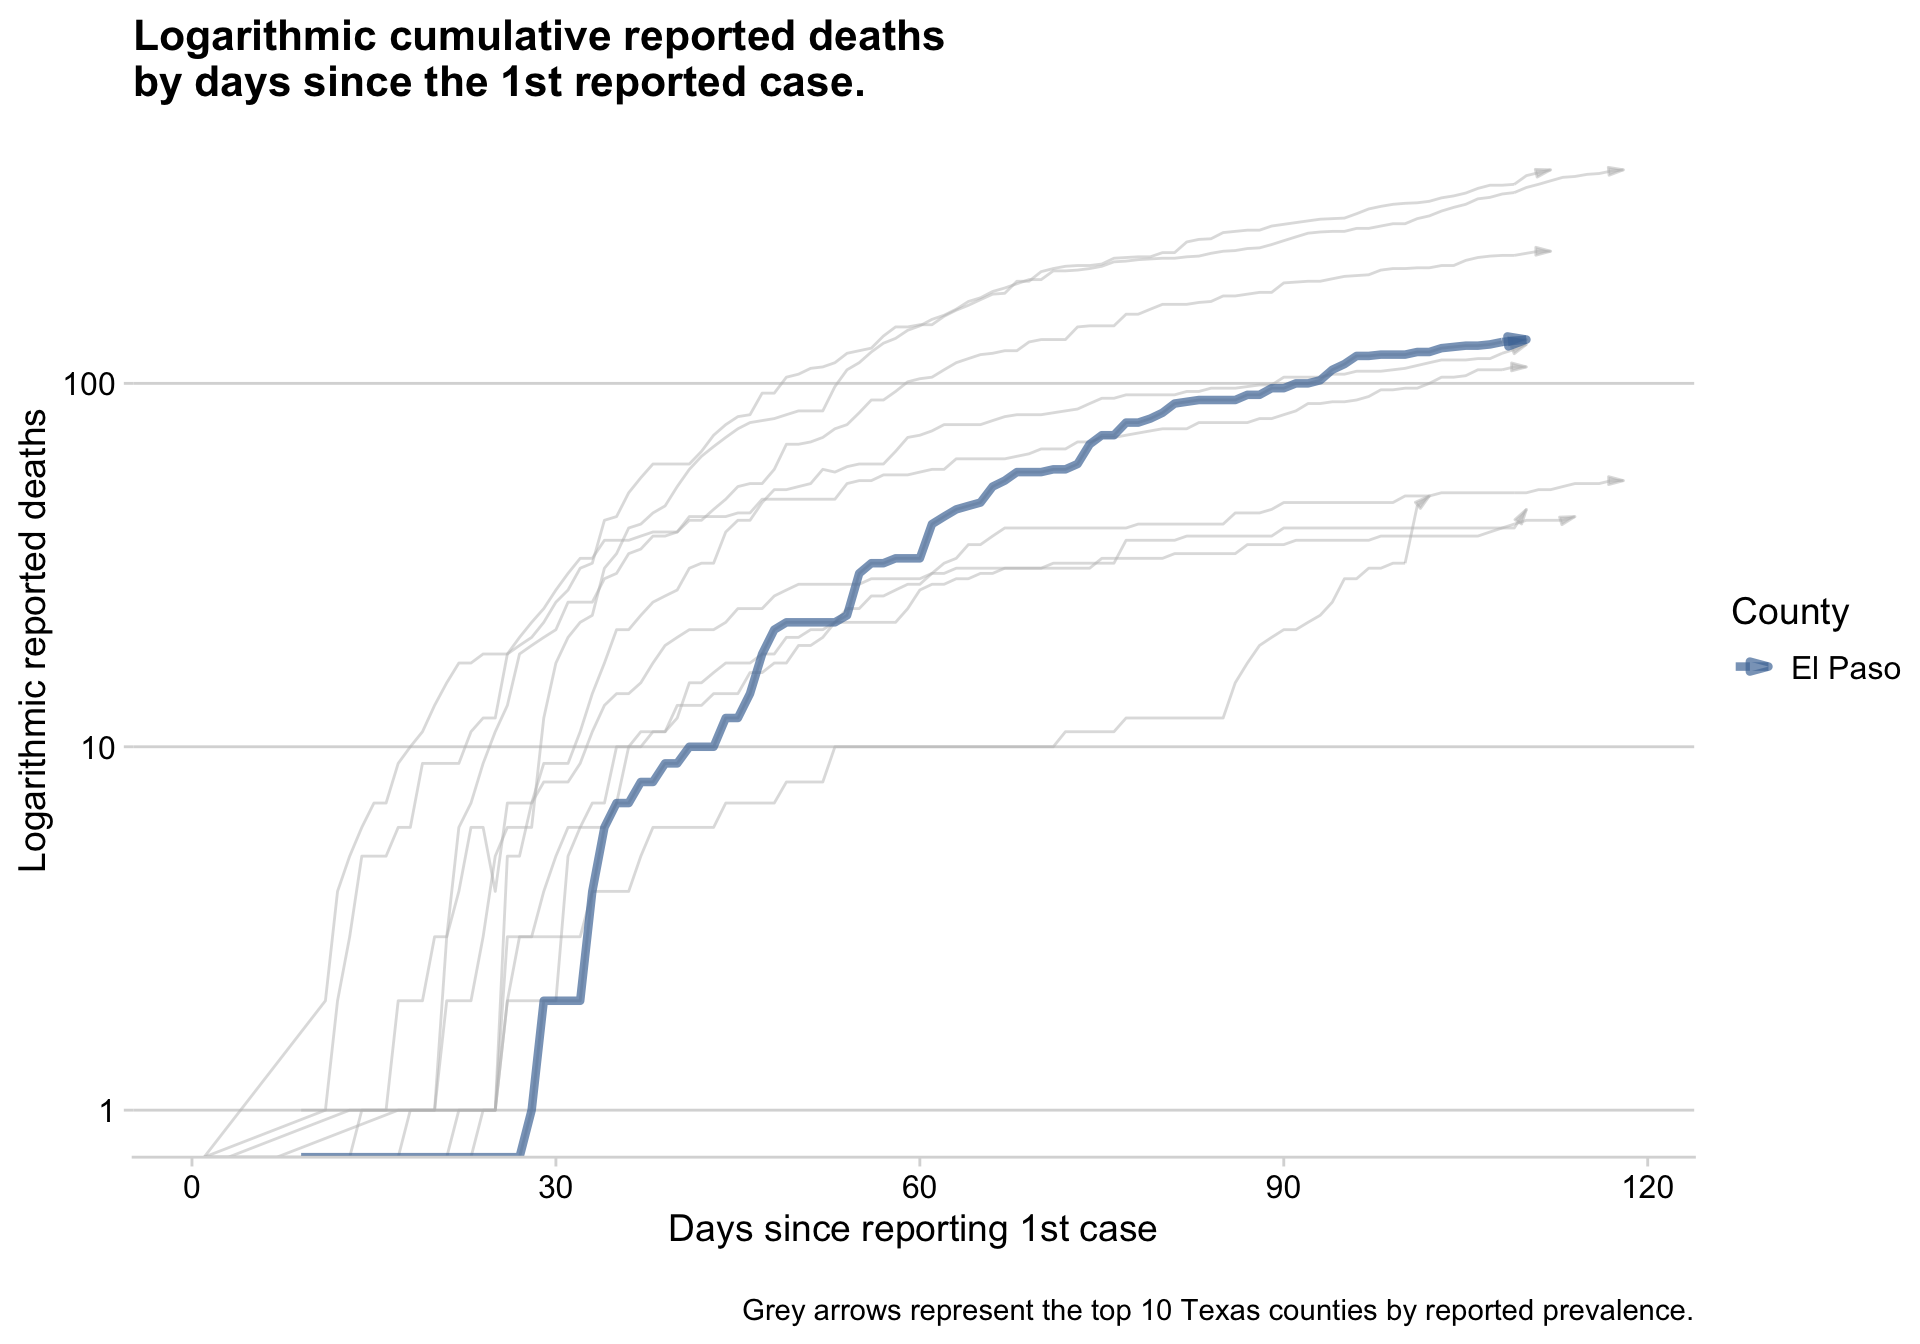 Logarithmic cumulative reported deaths
by days since the 1st reported case.
Logarithmic reported deaths
100
10
1
0 30 60 90 120
Days since reporting 1st case
County
El Paso
Grey arrows represent the top 10 Texas counties by reported prevalence.